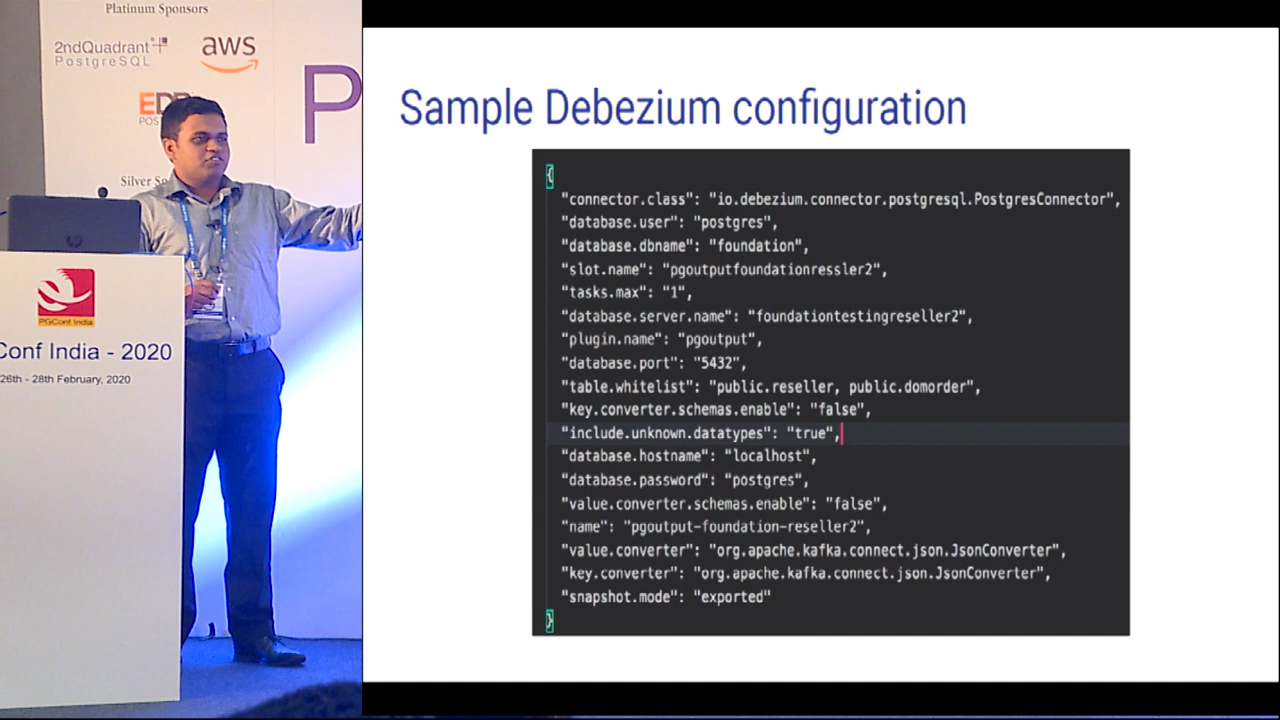 Platinum Sponsors
2ndQuadrant
PostgreSQL
aws
Silver
P
PGConf India
Conf India - 2020
26th - 28th February, 2020
Sample Debezium configuration
{
"connector.class": "io.debezium.connector.postgresql.PostgresConnector",
"database.user": "postgres",
"database.dbname": "foundation",
"slot.name": "pgoutputfoundationressler2",
"tasks.max": "1",
"database.server.name": "foundationtestingreseller2",
"plugin.name": "pgoutput",
"database.port": "5432",
"table.whitelist": "public.reseller, public.domorder",
"key.converter.schemas.enable": "false",
"include.unknown.datatypes": "true",
"database.hostname": "localhost",
"database.password": "postgres",
"value.converter.schemas.enable": "false",
"name": "pgoutput-foundation-reseller2",
"value.converter": "org.apache.kafka.connect.json.JsonConverter",
"key.converter": "org.apache.kafka.connect.json.JsonConverter",
"snapshot.mode": "exported"
}